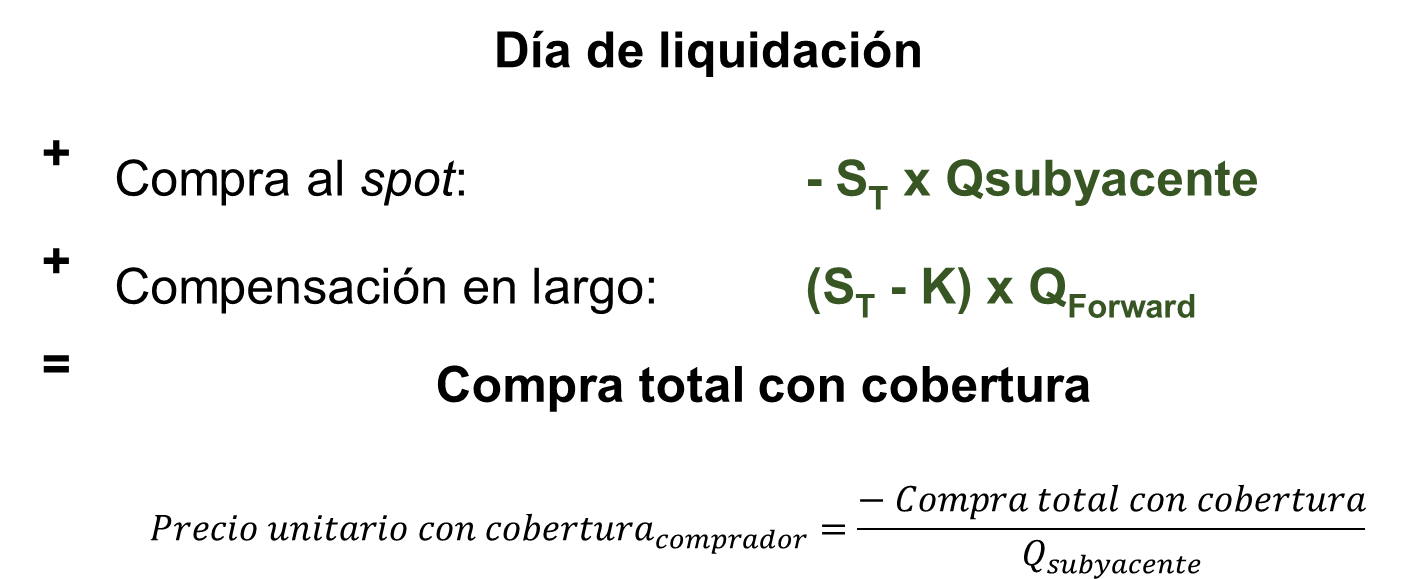 Día de liquidación
+ Compra al spot: - S_T x Qsubyacente
+ Compensación en largo: (S_T - K) x Q_Forward
= Compra total con cobertura
Precio unitario con cobertura_comprador = − Compra total con cobertura / Q_subyacente